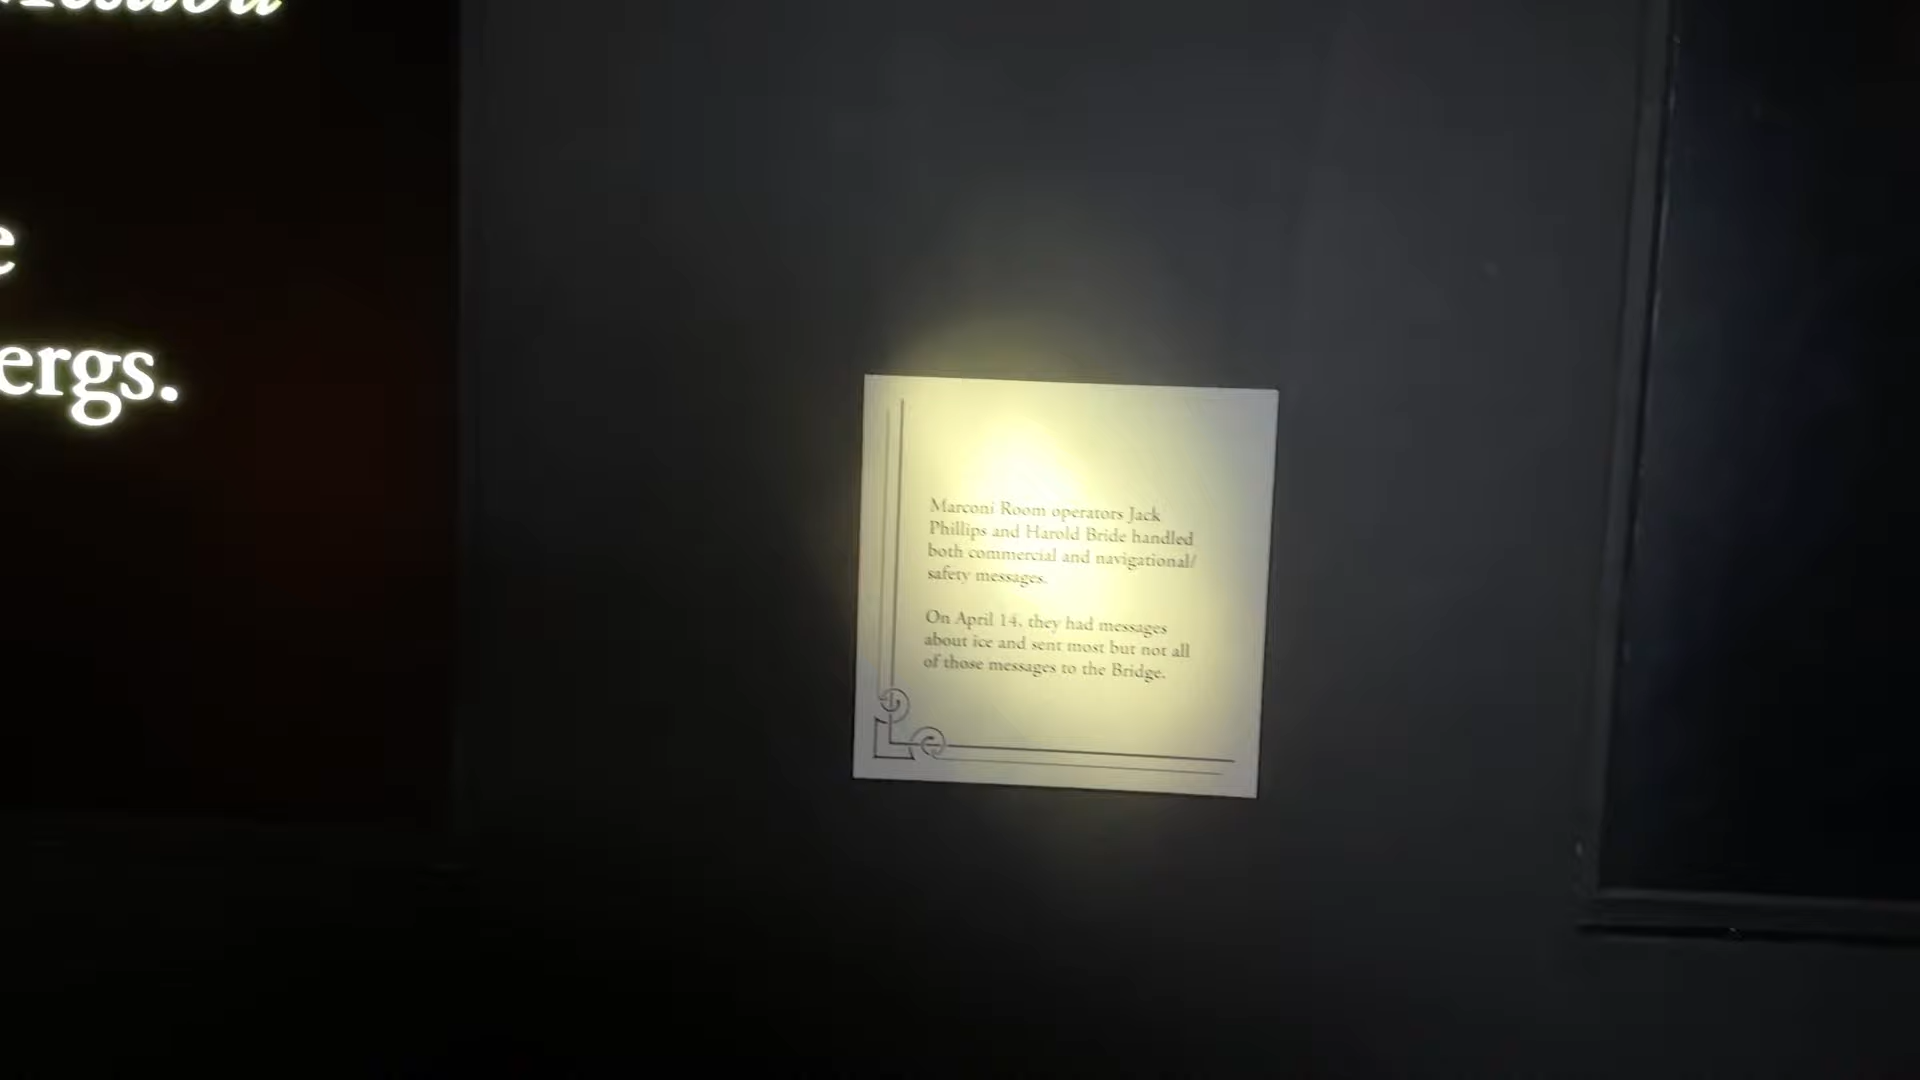 e
ergs.
Marconi Room operators Jack
Phillips and Harold Bride handled
both commercial and navigational/
safety messages.
On April 14, they had messages
about ice and sent most but not all
of those messages to the Bridge.